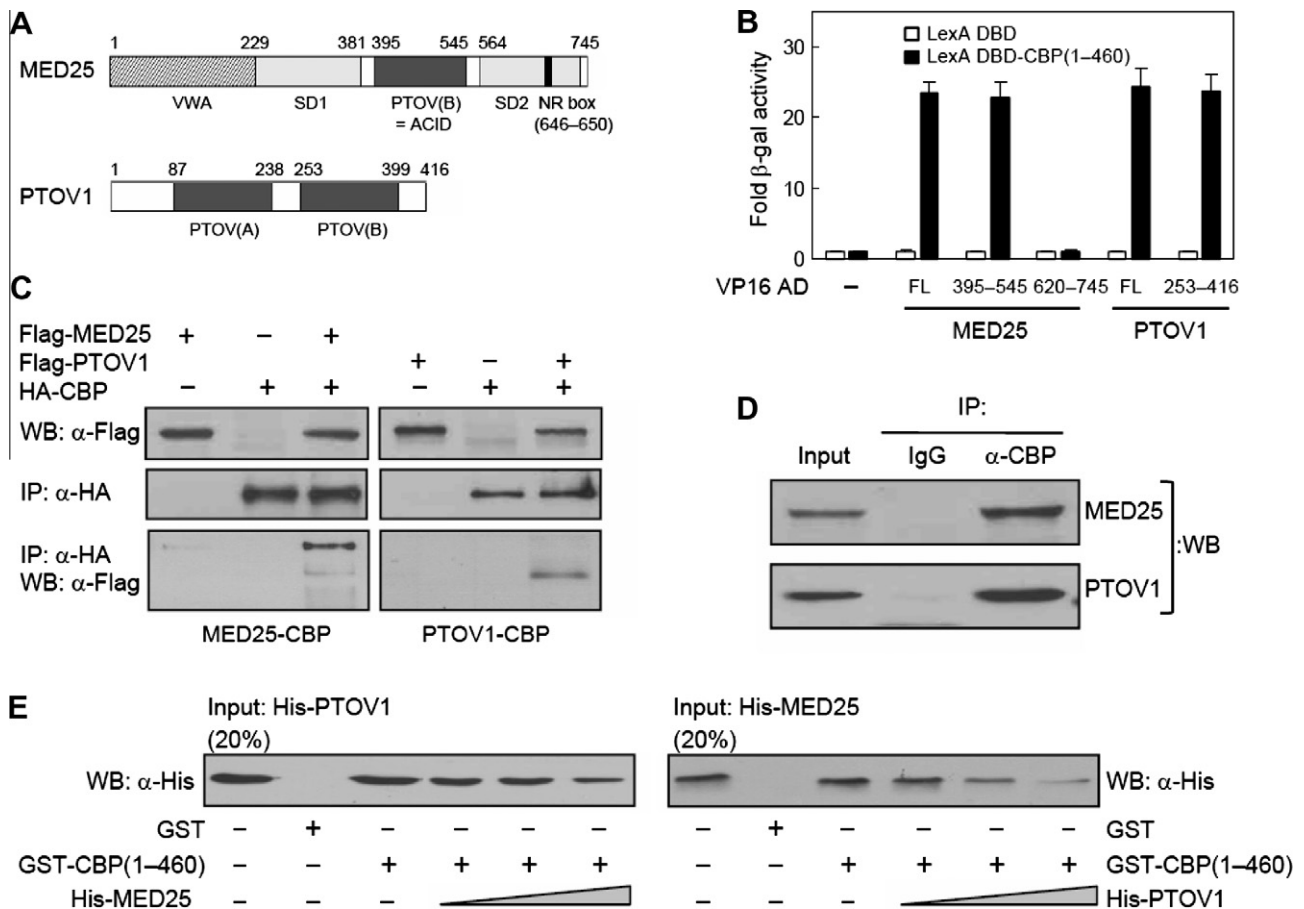 A
1 229 381 395 545 564 745
MED25
VWA SD1 PTOV(B) SD2 NR box
= ACID (646–650)
1 87 238 253 399 416
PTOV1
PTOV(A) PTOV(B)
B
LexA DBD
LexA DBD-CBP(1–460)
Fold β-gal activity
30
20
10
0
VP16 AD – FL 395–545 620–745 FL 253–416
MED25 PTOV1
C
Flag-MED25 + – +
Flag-PTOV1 + – +
HA-CBP – + + – + +
WB: α-Flag
IP: α-HA
IP: α-HA
WB: α-Flag
MED25-CBP PTOV1-CBP
D
IP:
Input IgG α-CBP
MED25
PTOV1
:WB
E
Input: His-PTOV1
(20%)
WB: α-His
GST – + – – – –
GST-CBP(1–460) – – + + + +
His-MED25 – – –
Input: His-MED25
(20%)
WB: α-His
– + – – – – GST
– – + + + + GST-CBP(1–460)
– – – His-PTOV1